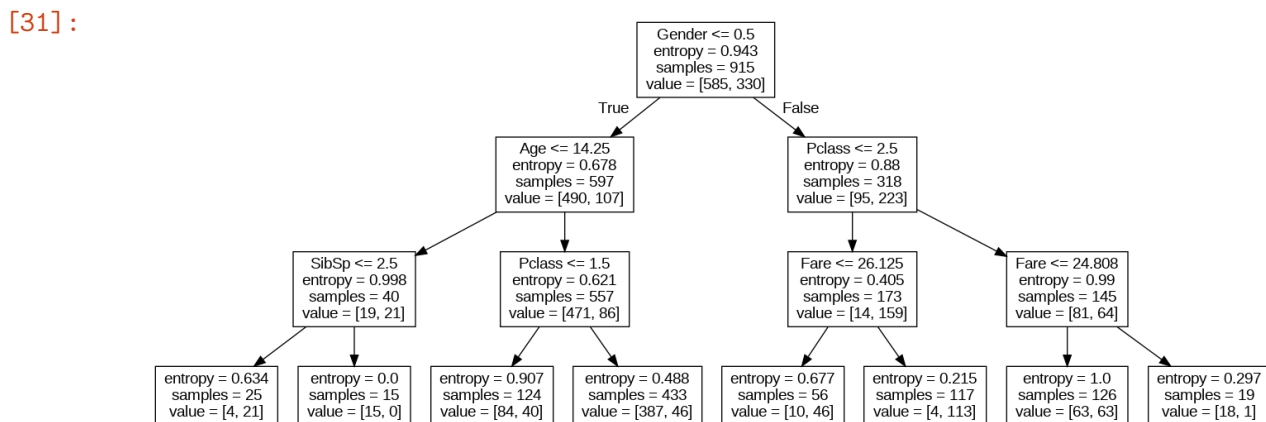 [31]:
Gender <= 0.5
entropy = 0.943
samples = 915
value = [585, 330]
True
False
Age <= 14.25
entropy = 0.678
samples = 597
value = [490, 107]
Pclass <= 2.5
entropy = 0.88
samples = 318
value = [95, 223]
SibSp <= 2.5
entropy = 0.998
samples = 40
value = [19, 21]
Pclass <= 1.5
entropy = 0.621
samples = 557
value = [471, 86]
Fare <= 26.125
entropy = 0.405
samples = 173
value = [14, 159]
Fare <= 24.808
entropy = 0.99
samples = 145
value = [81, 64]
entropy = 0.634
samples = 25
value = [4, 21]
entropy = 0.0
samples = 15
value = [15, 0]
entropy = 0.907
samples = 124
value = [84, 40]
entropy = 0.488
samples = 433
value = [387, 46]
entropy = 0.677
samples = 56
value = [10, 46]
entropy = 0.215
samples = 117
value = [4, 113]
entropy = 1.0
samples = 126
value = [63, 63]
entropy = 0.297
samples = 19
value = [18, 1]